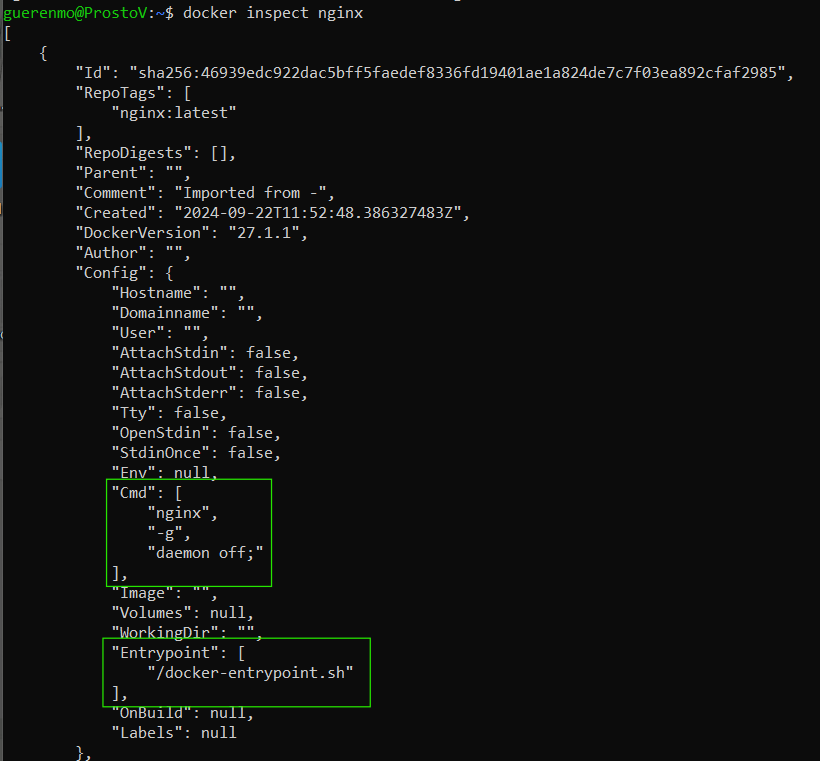 guerenmo@ProstoV:~$ docker inspect nginx
[
    {
        "Id": "sha256:46939edc922dac5bff5faedef8336fd19401ae1a824de7c7f03ea892cfaf2985",
        "RepoTags": [
            "nginx:latest"
        ],
        "RepoDigests": [],
        "Parent": "",
        "Comment": "Imported from -",
        "Created": "2024-09-22T11:52:48.386327483Z",
        "DockerVersion": "27.1.1",
        "Author": "",
        "Config": {
            "Hostname": "",
            "Domainname": "",
            "User": "",
            "AttachStdin": false,
            "AttachStdout": false,
            "AttachStderr": false,
            "Tty": false,
            "OpenStdin": false,
            "StdinOnce": false,
            "Env": null,
            "Cmd": [
                "nginx",
                "-g",
                "daemon off;"
            ],
            "Image": "",
            "Volumes": null,
            "WorkingDir": "",
            "Entrypoint": [
                "/docker-entrypoint.sh"
            ],
            "OnBuild": null,
            "Labels": null
        },